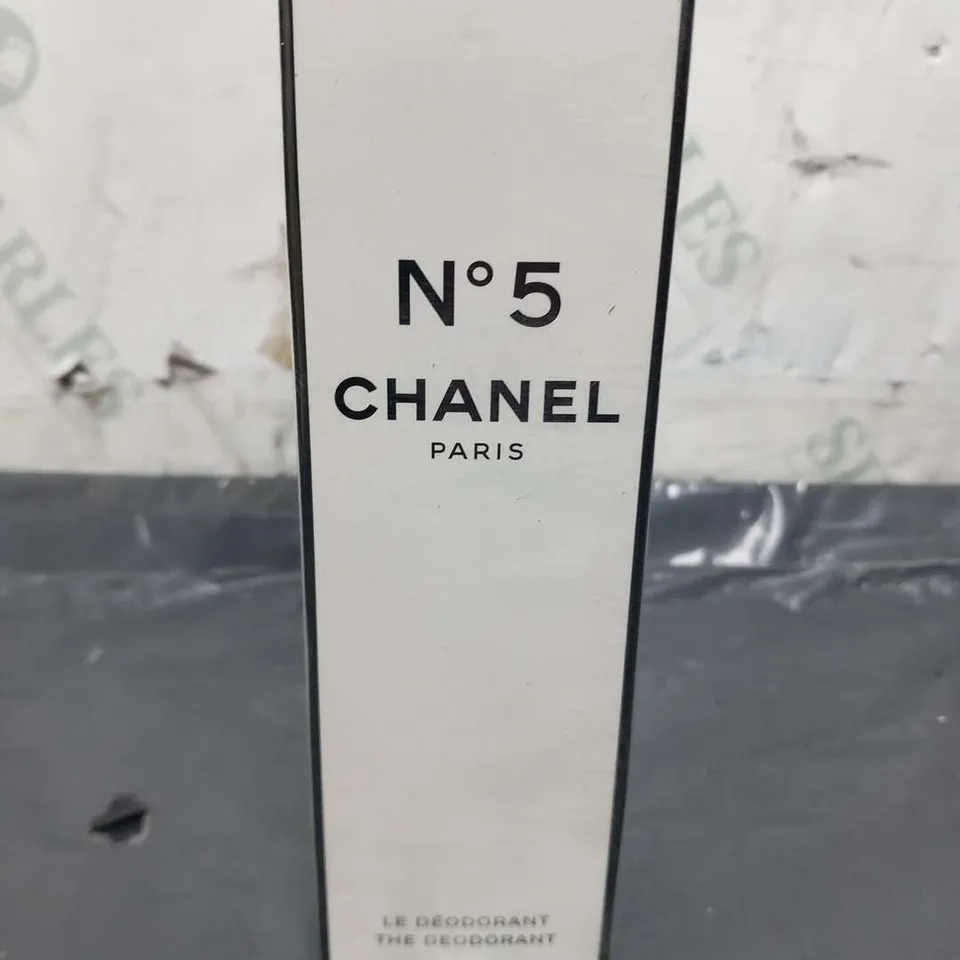 N° 5
CHANEL
PARIS
LE DÉODORANT
THE DEODORANT